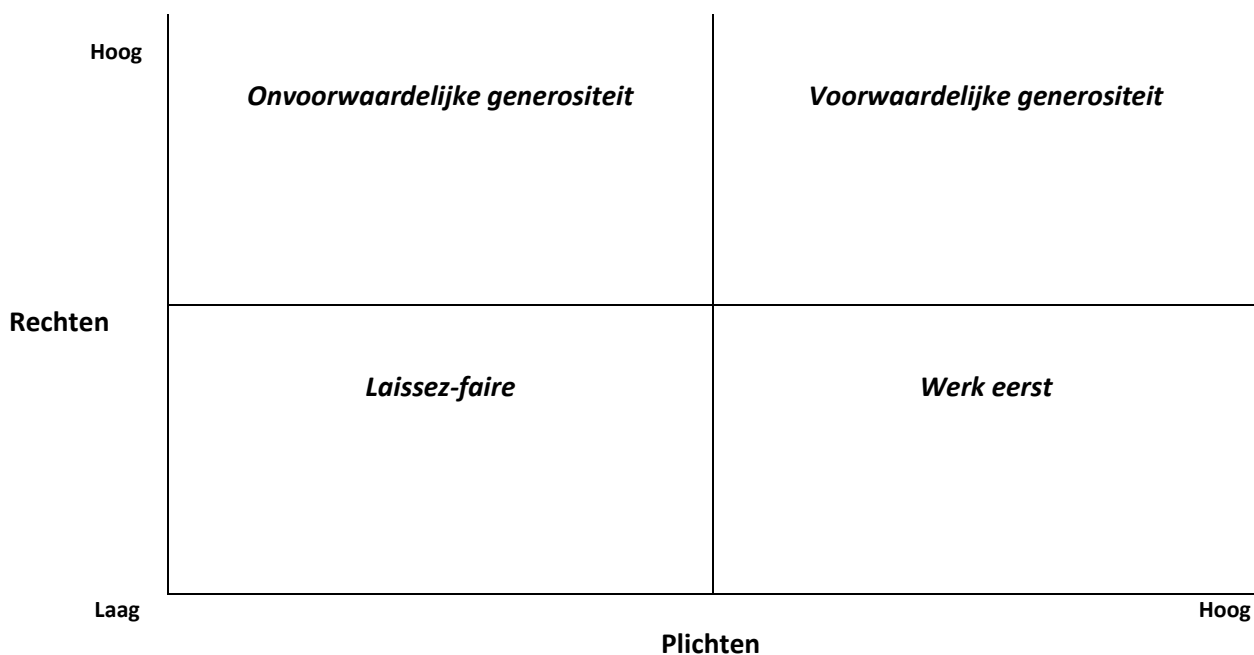 Hoog
Onvoorwaardelijke generositeit
Voorwaardelijke generositeit
Rechten
Laissez-faire
Werk eerst
Laag
Hoog
Plichten